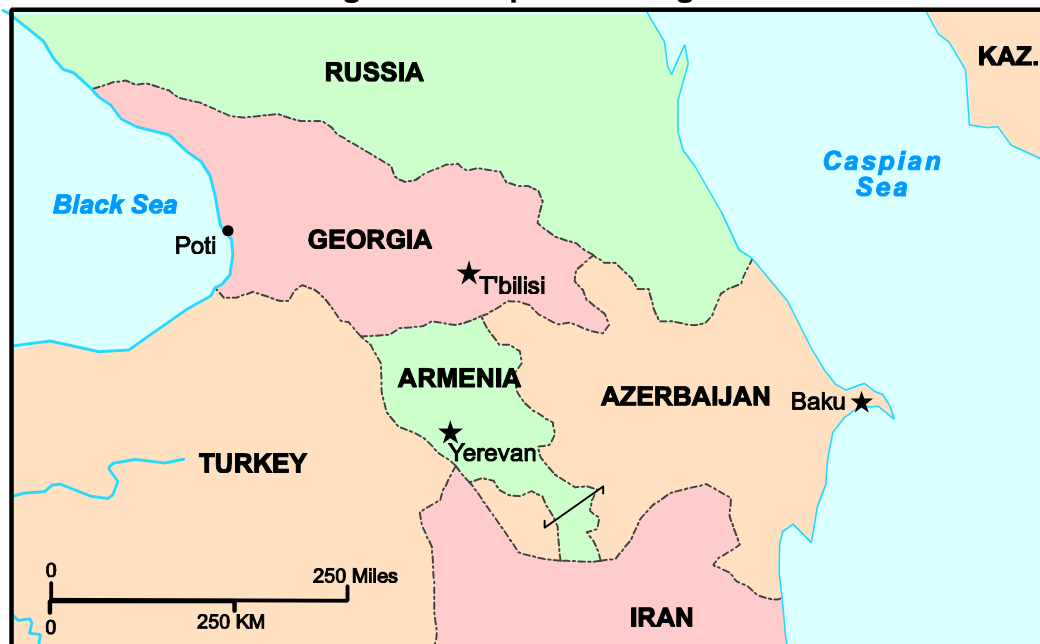 RUSSIA
KAZ.
Caspian
Sea
Black Sea
Poti
GEORGIA
T'bilisi
ARMENIA
AZERBAIJAN
Baku
Yerevan
TURKEY
0
250 Miles
250 KM
0
IRAN